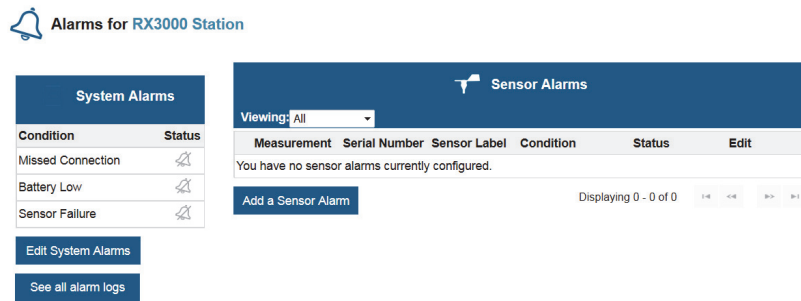 Alarms for RX3000 Station
System Alarms
Condition Status
Missed Connection
Battery Low
Sensor Failure
Edit System Alarms
See all alarm logs
Sensor Alarms
Viewing: All
Measurement Serial Number Sensor Label Condition Status Edit
You have no sensor alarms currently configured.
Add a Sensor Alarm
Displaying 0 - 0 of 0